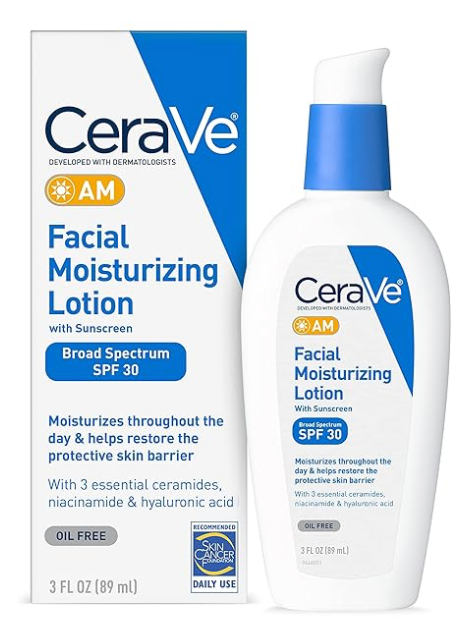 CeraVe®
DEVELOPED WITH DERMATOLOGISTS
AM
Facial
Moisturizing
Lotion
with Sunscreen
Broad Spectrum
SPF 30
Moisturizes throughout the
day & helps restore the
protective skin barrier
With 3 essential ceramides,
niacinamide & hyaluronic acid
OIL FREE
3 FL OZ (89 mL)
RECOMMENDED
SKIN
CANCER
FOUNDATION
DAILY USE
CeraVe®
DEVELOPED WITH DERMATOLOGISTS
AM
Facial
Moisturizing
Lotion
With Sunscreen
Broad Spectrum
SPF 30
Moisturizes throughout the
day & helps restore the
protective skin barrier
With 3 essential ceramides,
niacinamide & hyaluronic acid
OIL FREE
3 FL OZ (89 mL)